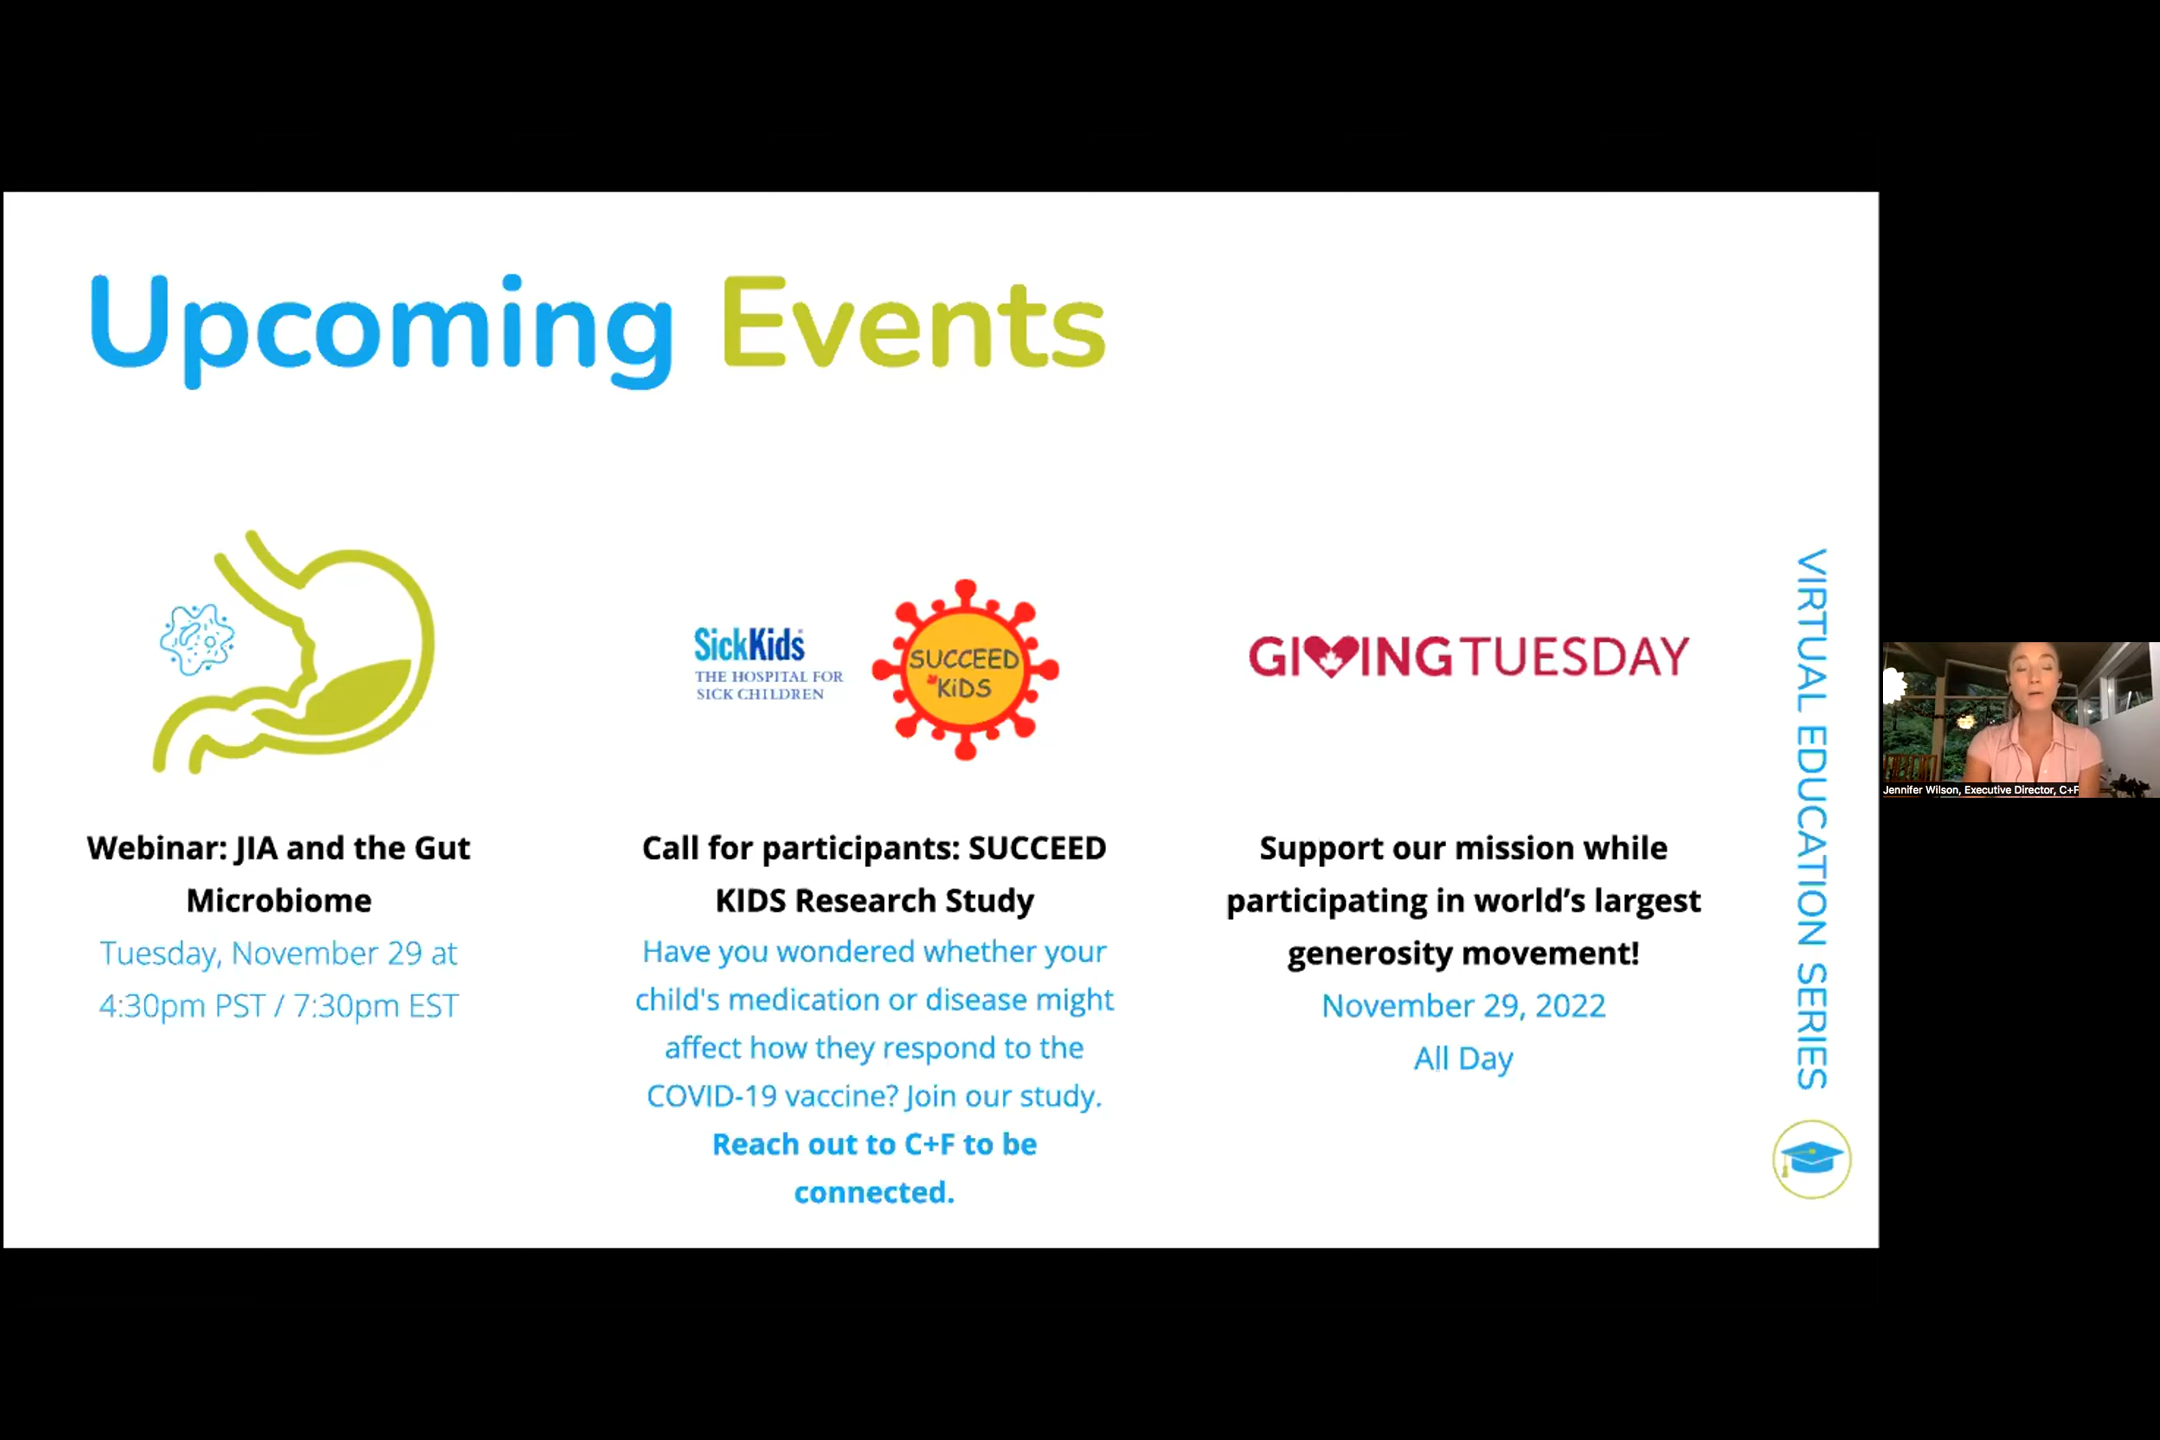 Upcoming Events
SickKids
THE HOSPITAL FOR
SICK CHILDREN
SUCCEED
KiDS
GIVING TUESDAY
Webinar: JIA and the Gut
Microbiome
Tuesday, November 29 at
4:30pm PST / 7:30pm EST
Call for participants: SUCCEED
KIDS Research Study
Have you wondered whether your
child's medication or disease might
affect how they respond to the
COVID-19 vaccine? Join our study.
Reach out to C+F to be
connected.
Support our mission while
participating in world’s largest
generosity movement!
November 29, 2022
All Day
VIRTUAL EDUCATION SERIES
Jennifer Wilson, Executive Director, C+F